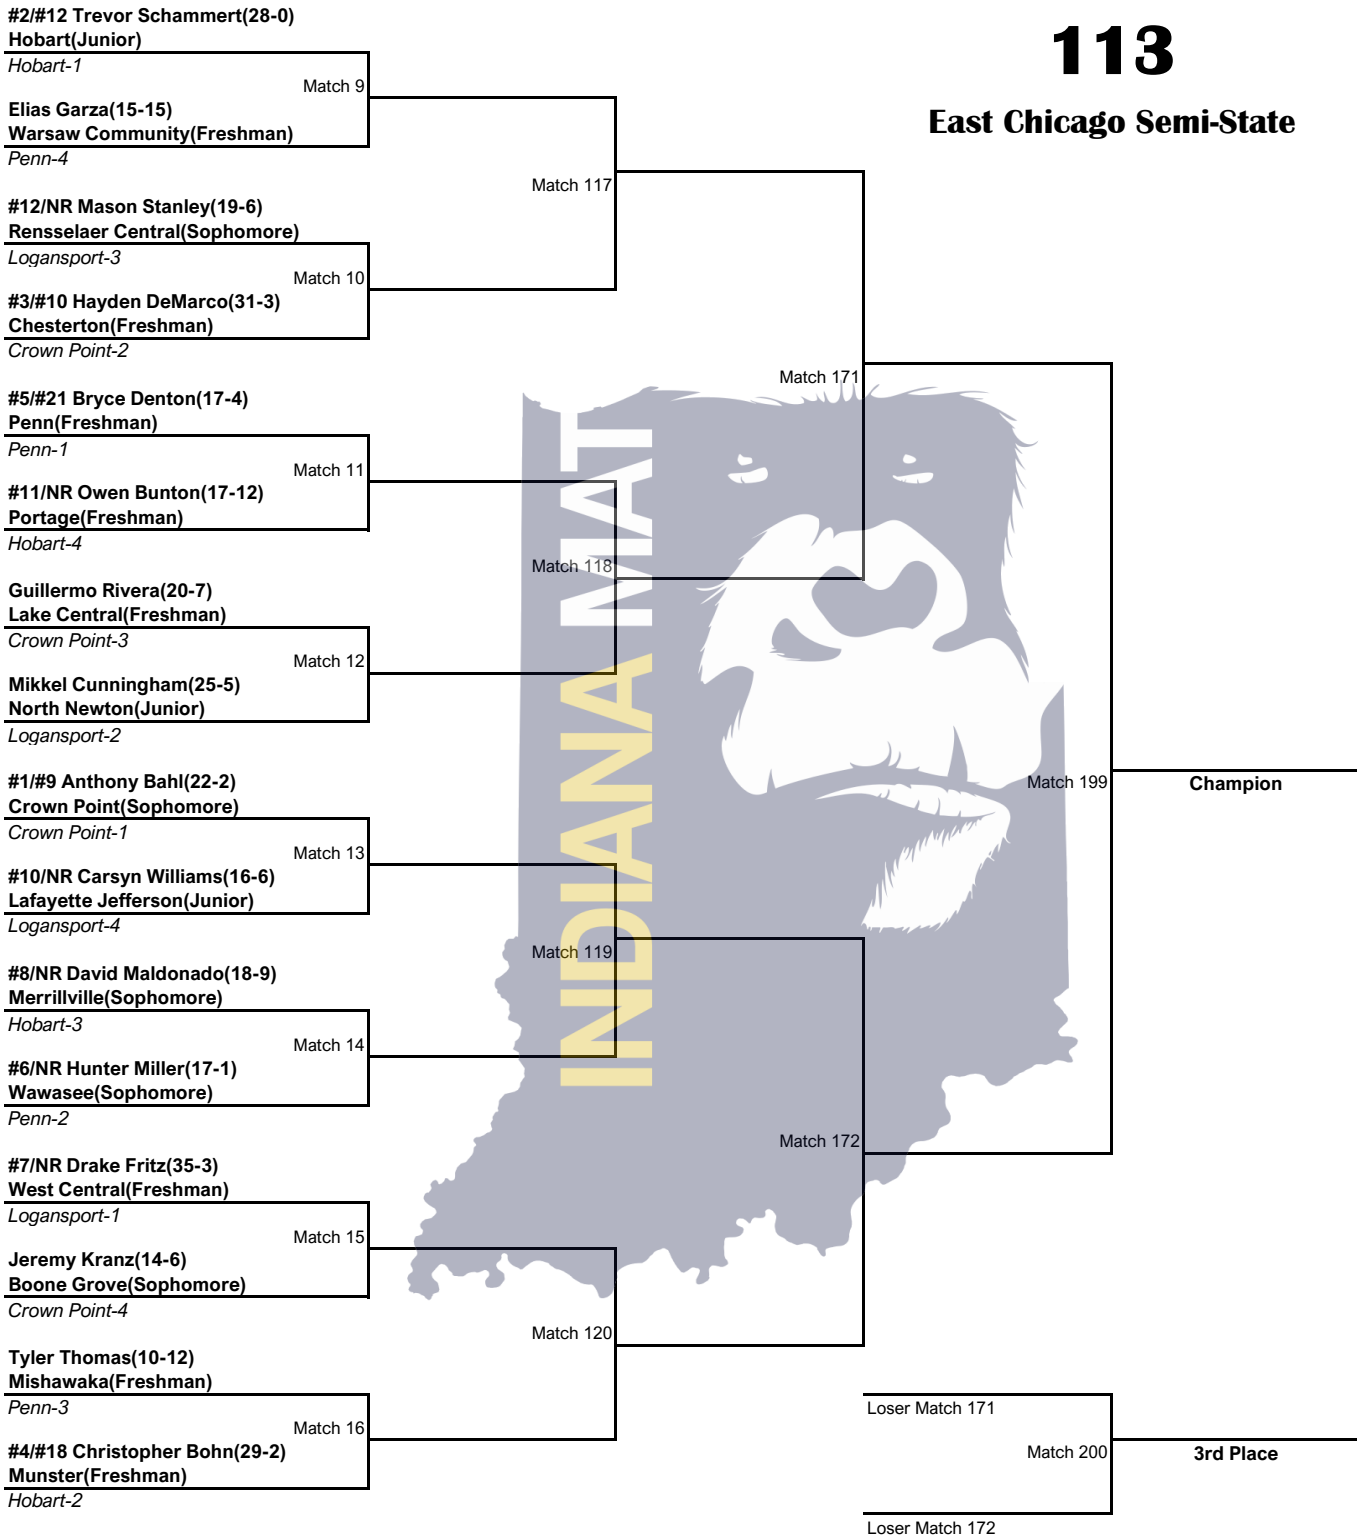 113
East Chicago Semi-State
#2/#12 Trevor Schammert(28-0)
Hobart(Junior)
Hobart-1
Match 9
Elias Garza(15-15)
Warsaw Community(Freshman)
Penn-4
Match 117
#12/NR Mason Stanley(19-6)
Rensselaer Central(Sophomore)
Logansport-3
Match 10
#3/#10 Hayden DeMarco(31-3)
Chesterton(Freshman)
Crown Point-2
Match 171
#5/#21 Bryce Denton(17-4)
Penn(Freshman)
Penn-1
Match 11
#11/NR Owen Bunton(17-12)
Portage(Freshman)
Hobart-4
Match 118
Guillermo Rivera(20-7)
Lake Central(Freshman)
Crown Point-3
Match 12
Mikkel Cunningham(25-5)
North Newton(Junior)
Logansport-2
INDIANA MAT
Match 199
Champion
#1/#9 Anthony Bahl(22-2)
Crown Point(Sophomore)
Crown Point-1
Match 13
#10/NR Carsyn Williams(16-6)
Lafayette Jefferson(Junior)
Logansport-4
Match 119
#8/NR David Maldonado(18-9)
Merrillville(Sophomore)
Hobart-3
Match 14
#6/NR Hunter Miller(17-1)
Wawasee(Sophomore)
Penn-2
Match 172
#7/NR Drake Fritz(35-3)
West Central(Freshman)
Logansport-1
Match 15
Jeremy Kranz(14-6)
Boone Grove(Sophomore)
Crown Point-4
Match 120
Tyler Thomas(10-12)
Mishawaka(Freshman)
Penn-3
Match 16
#4/#18 Christopher Bohn(29-2)
Munster(Freshman)
Hobart-2
Loser Match 171
Match 200
3rd Place
Loser Match 172